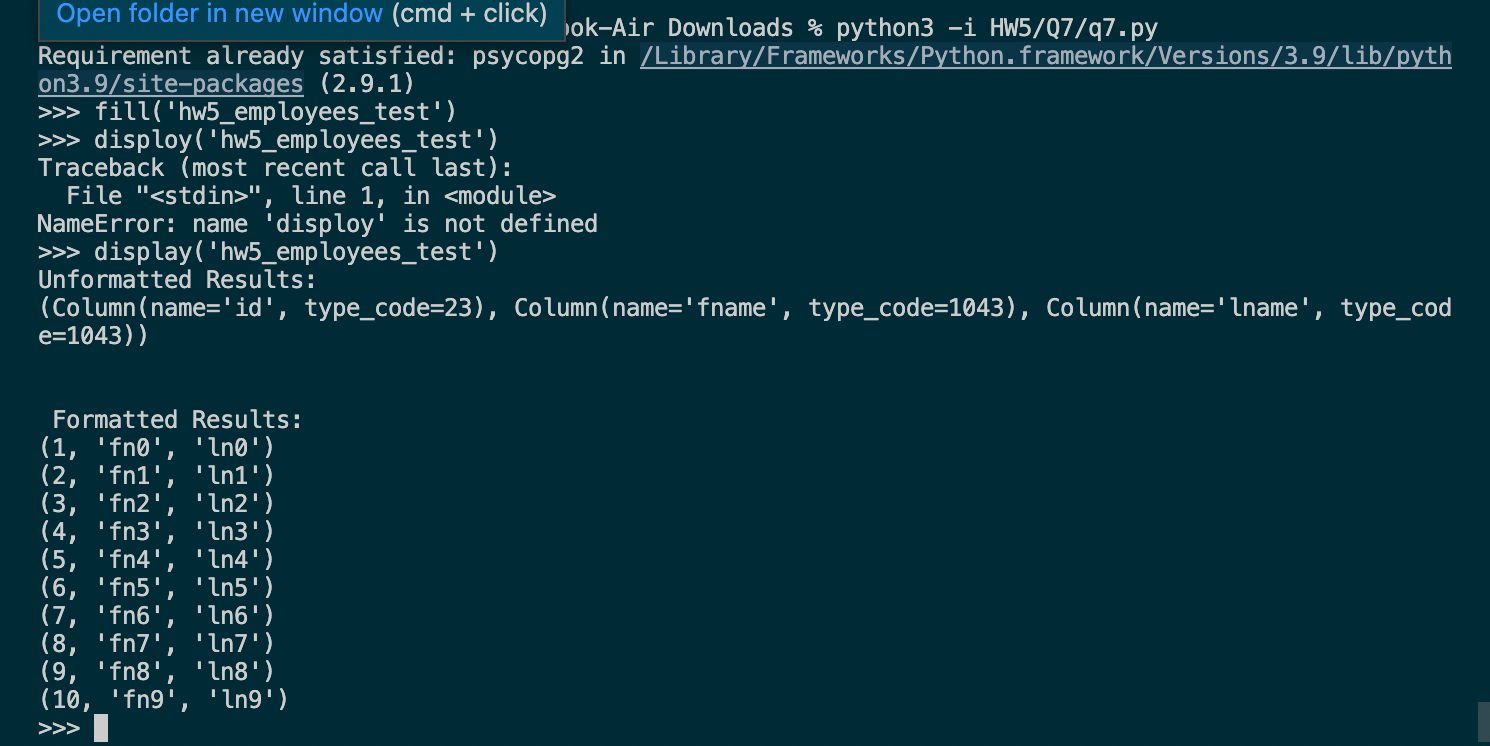 Open folder in new window (cmd + click)
ok-Air Downloads % python3 -i HW5/Q7/q7.py
Requirement already satisfied: psycopg2 in /Library/Frameworks/Python.framework/Versions/3.9/lib/pyth
on3.9/site-packages (2.9.1)
>>> fill('hw5_employees_test')
>>> disploy('hw5_employees_test')
Traceback (most recent call last):
  File "<stdin>", line 1, in <module>
NameError: name 'disploy' is not defined
>>> display('hw5_employees_test')
Unformatted Results:
(Column(name='id', type_code=23), Column(name='fname', type_code=1043), Column(name='lname', type_cod
e=1043))
 Formatted Results:
(1, 'fn0', 'ln0')
(2, 'fn1', 'ln1')
(3, 'fn2', 'ln2')
(4, 'fn3', 'ln3')
(5, 'fn4', 'ln4')
(6, 'fn5', 'ln5')
(7, 'fn6', 'ln6')
(8, 'fn7', 'ln7')
(9, 'fn8', 'ln8')
(10, 'fn9', 'ln9')
>>>